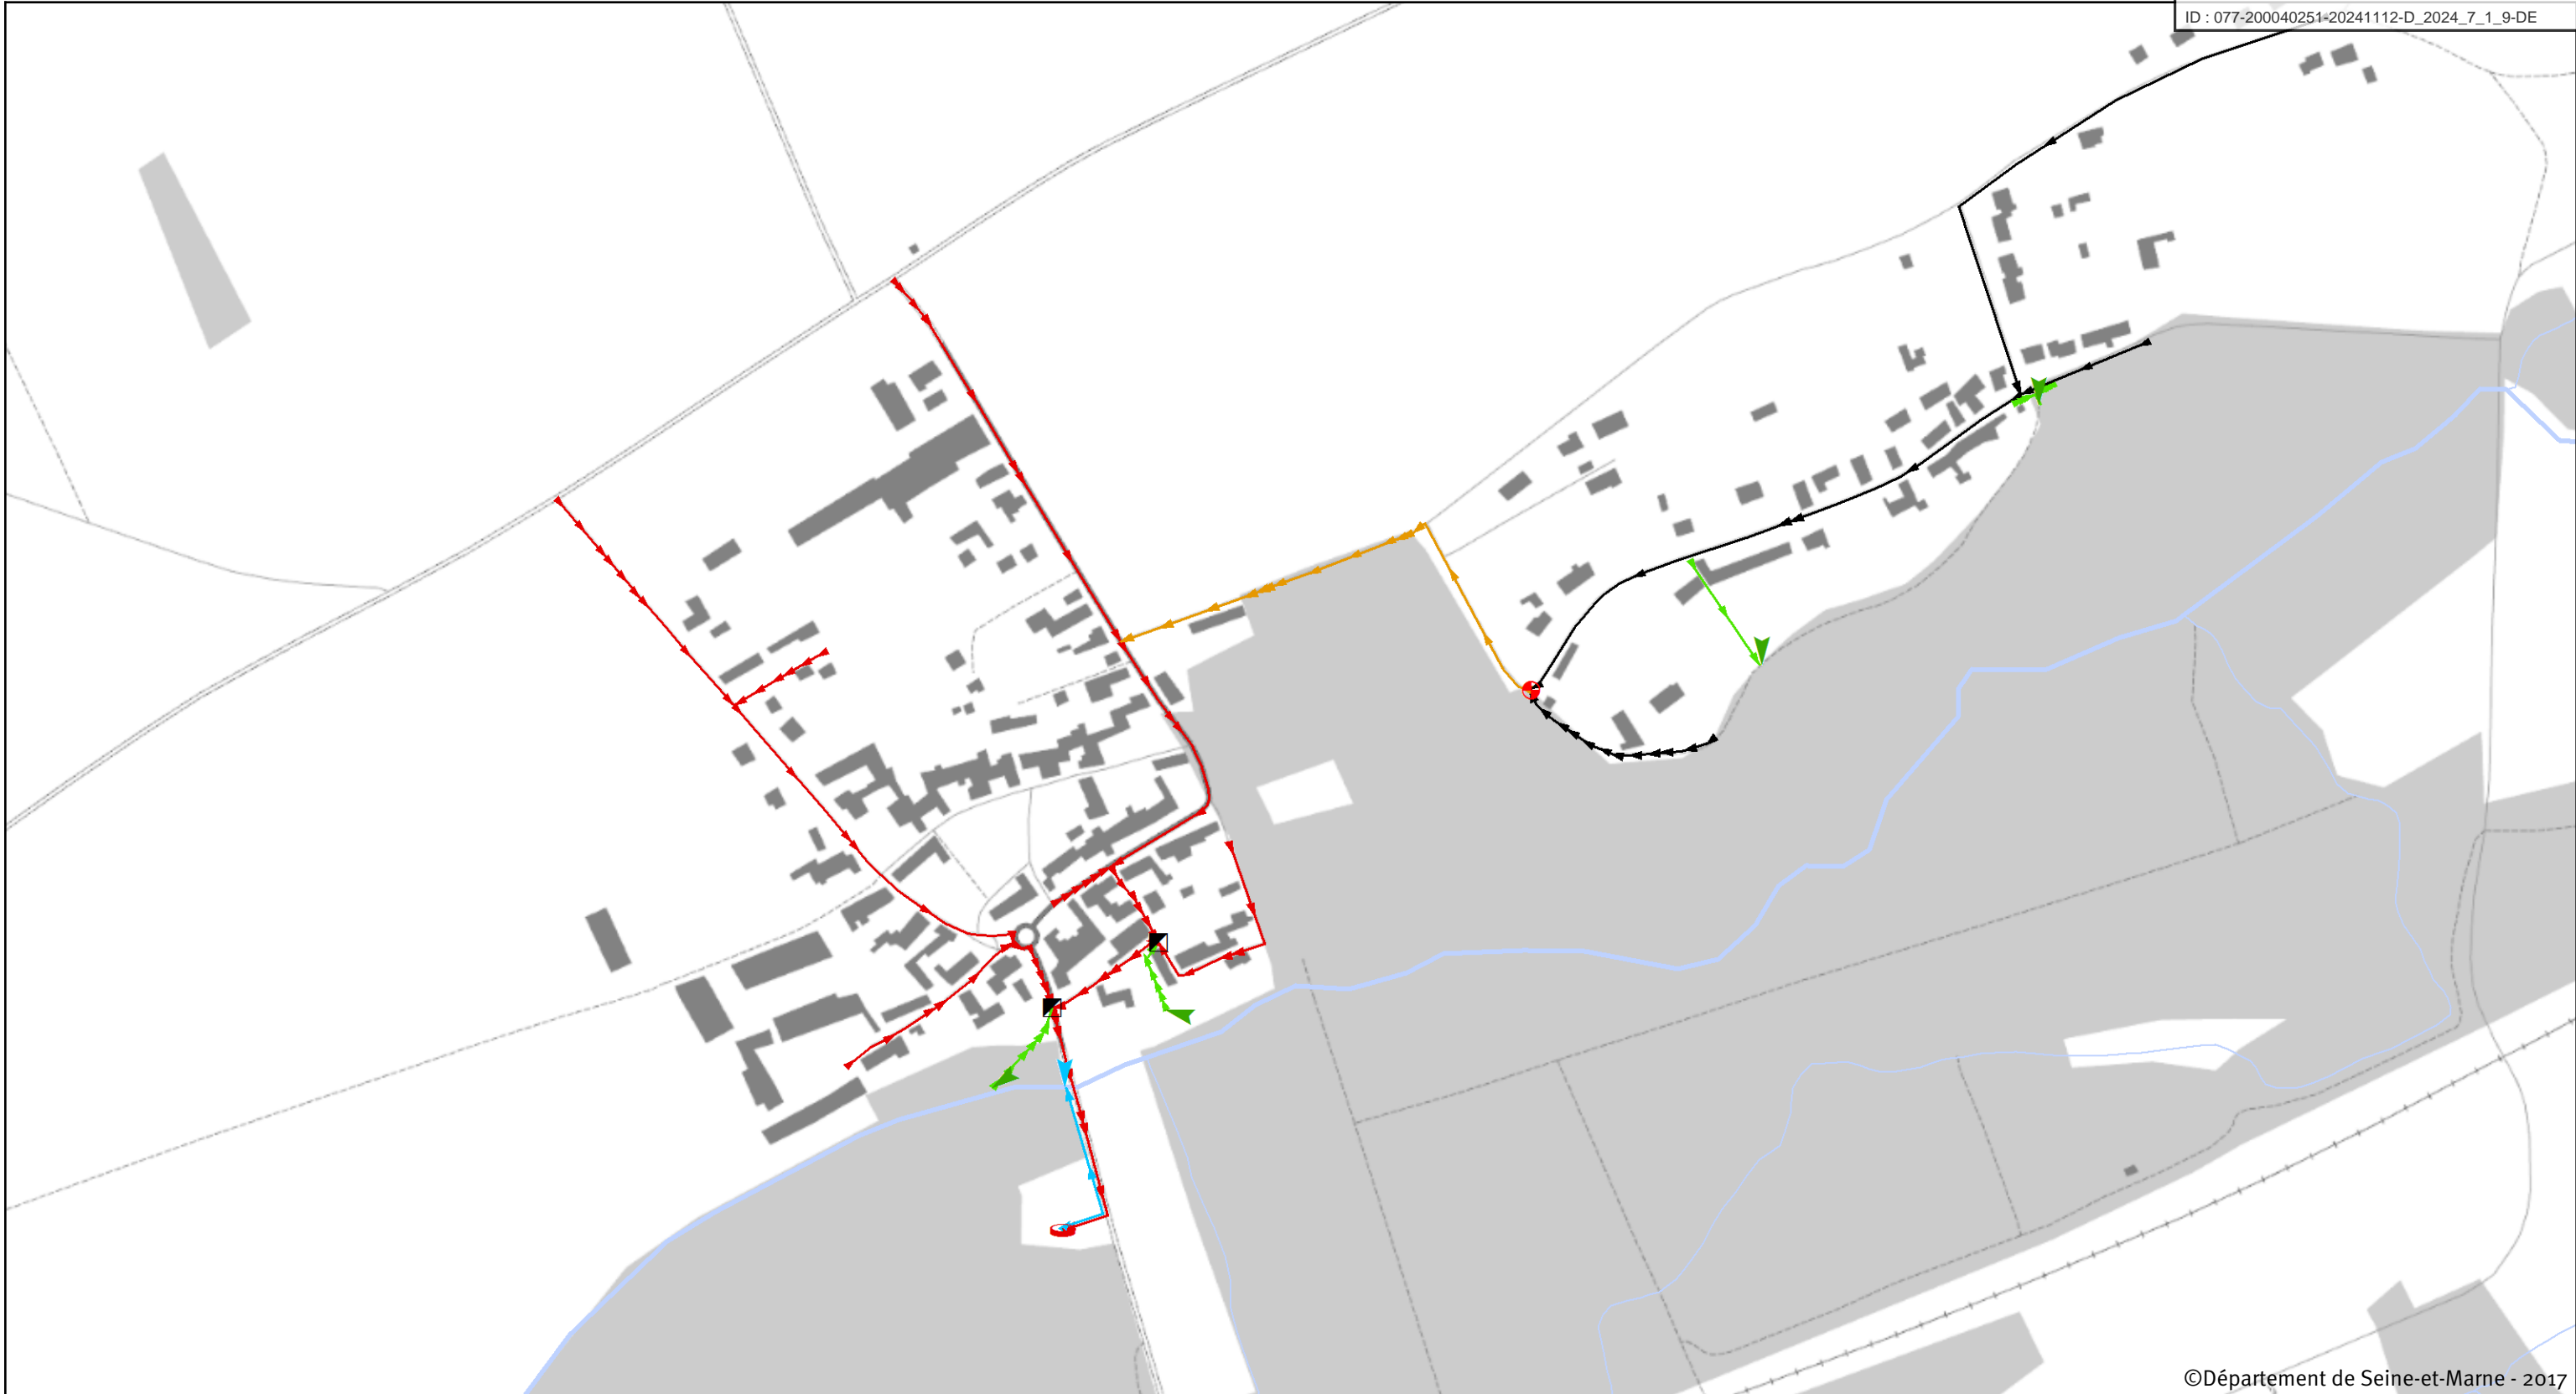 ID : 077-200040251-20241112-D_2024_7_1_9-DE
©Département de Seine-et-Marne - 2017